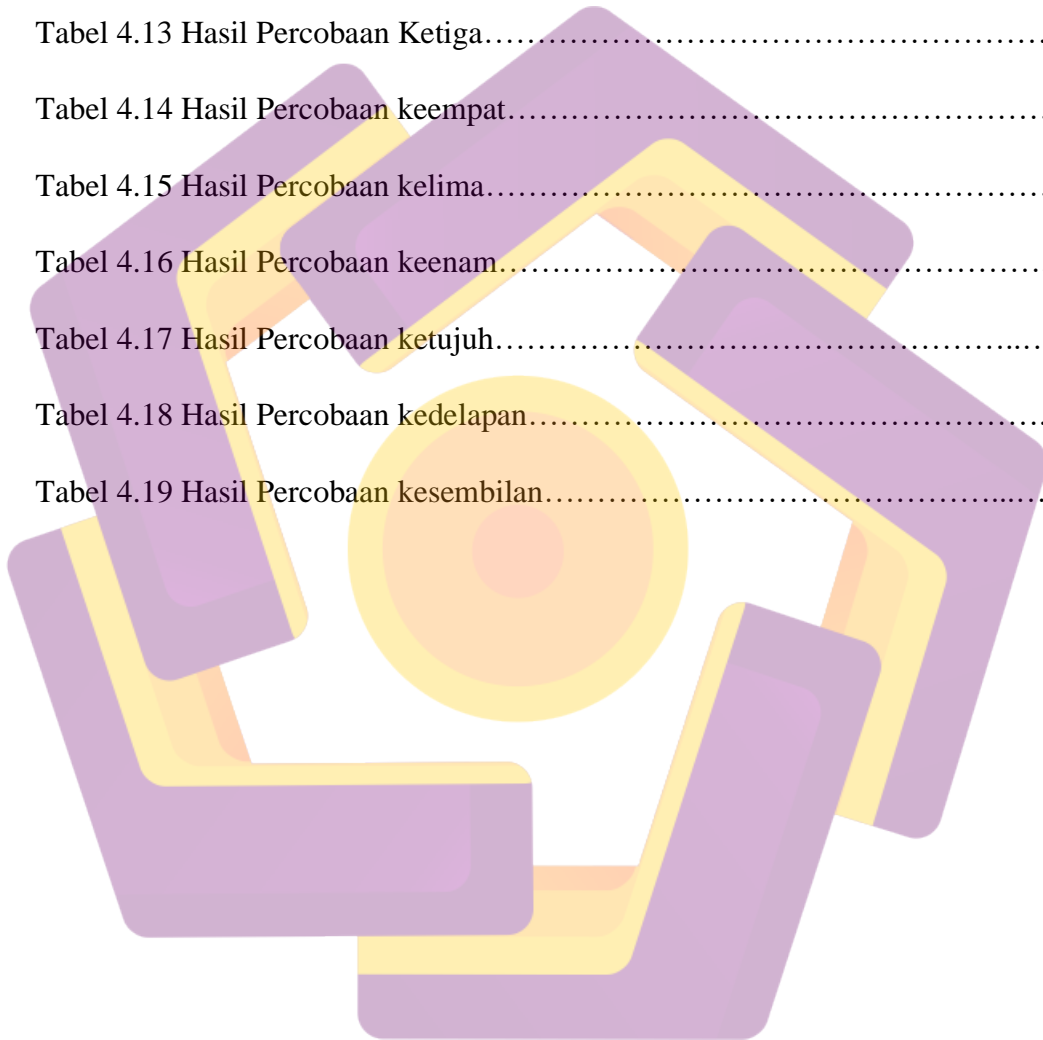 Tabel 4.13 Hasil Percobaan Ketiga…………………………………………………
Tabel 4.14 Hasil Percobaan keempat………………………………………………
Tabel 4.15 Hasil Percobaan kelima…………………………………………………
Tabel 4.16 Hasil Percobaan keenam………………………………………………
Tabel 4.17 Hasil Percobaan ketujuh……………………………………………..…
Tabel 4.18 Hasil Percobaan kedelapan…………………………………………….
Tabel 4.19 Hasil Percobaan kesembilan…………………………………………...…